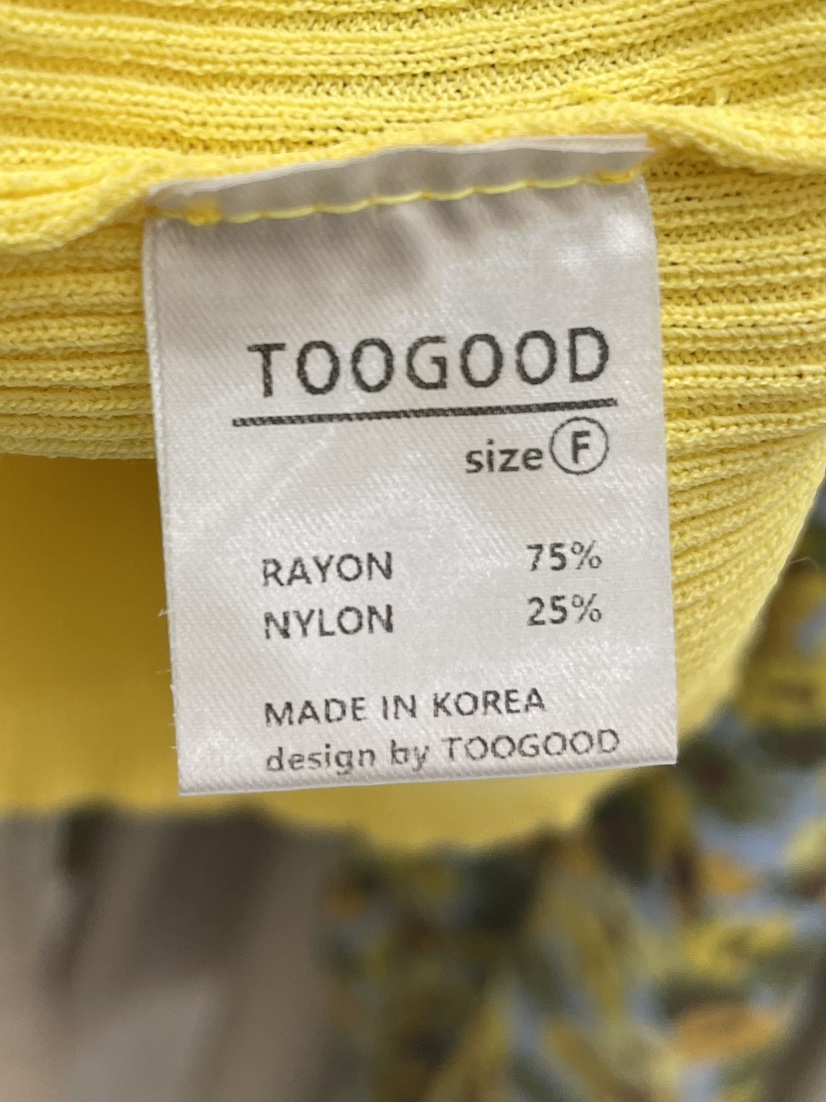 TOOGOOD
size F
RAYON 75%
NYLON 25%
MADE IN KOREA
design by TOOGOOD